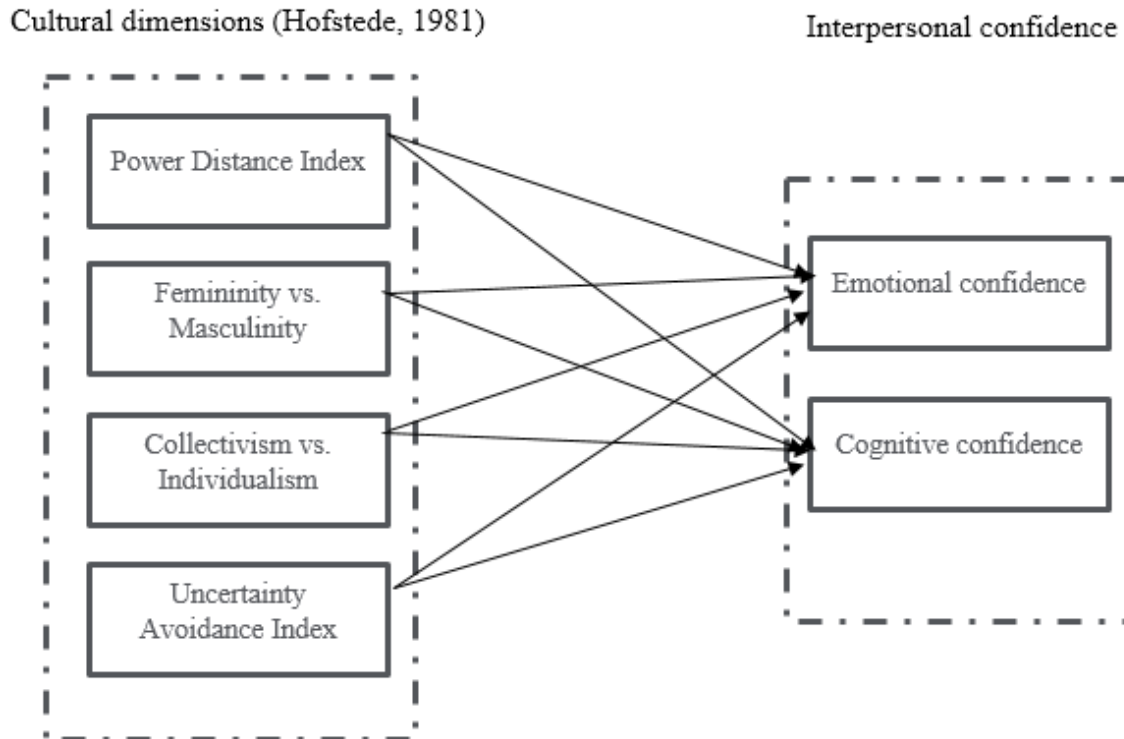 Cultural dimensions (Hofstede, 1981)
Interpersonal confidence
Power Distance Index
Femininity vs.
Masculinity
Collectivism vs.
Individualism
Uncertainty
Avoidance Index
Emotional confidence
Cognitive confidence